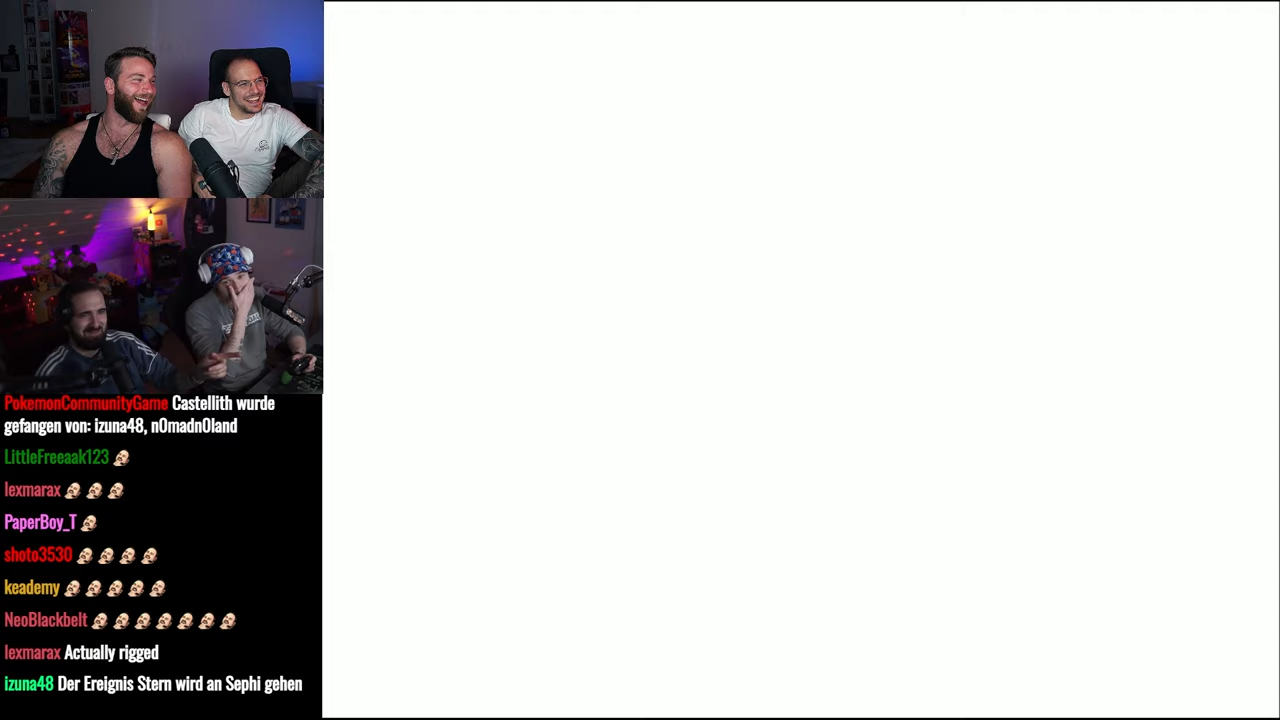 PokemonCommunityGame Castellith wurde
gefangen von: izuna48, n0madn0land
LittleFreeaak123
lexmarax
PaperBoy_T
shoto3530
keademy
NeoBlackbelt
lexmarax Actually rigged
izuna48 Der Ereignis Stern wird an Sephi gehen